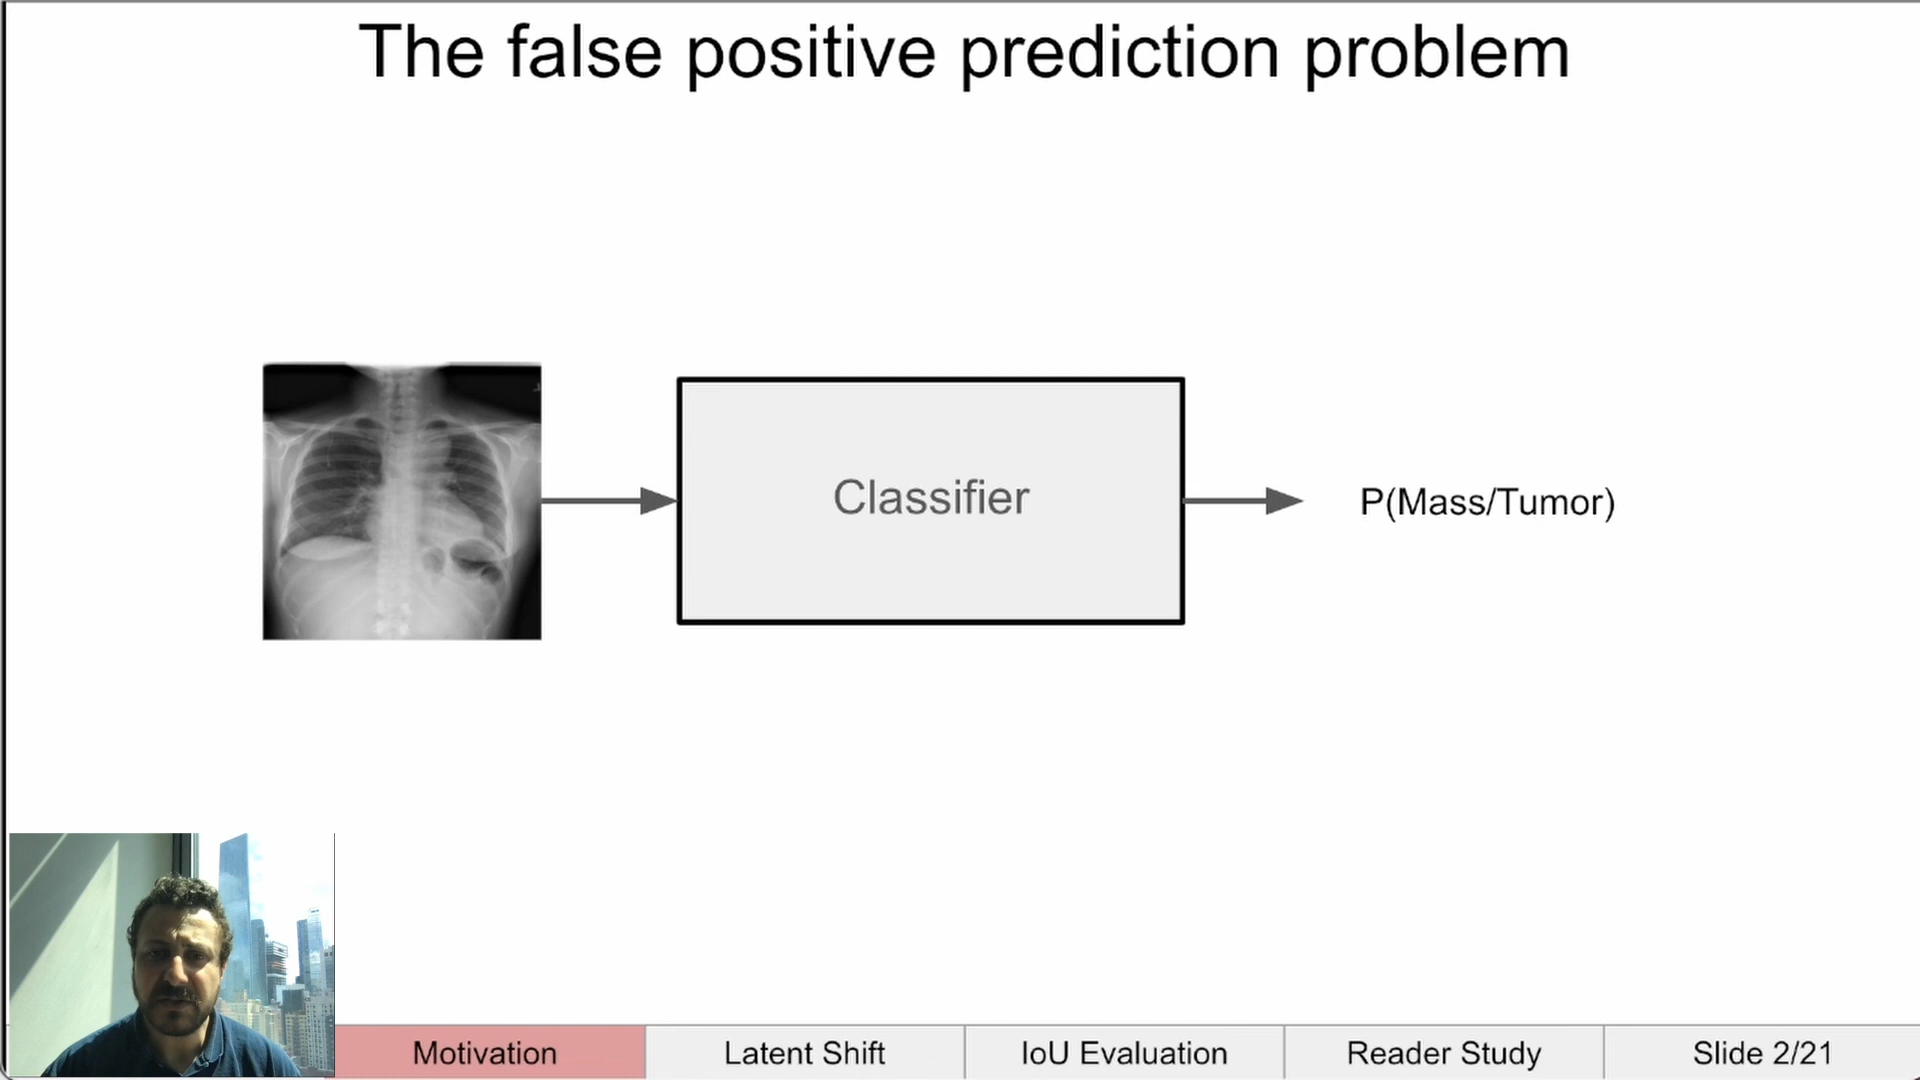 The false positive prediction problem
Classifier
P(Mass/Tumor)
Motivation
Latent Shift
IoU Evaluation
Reader Study
Slide 2/21